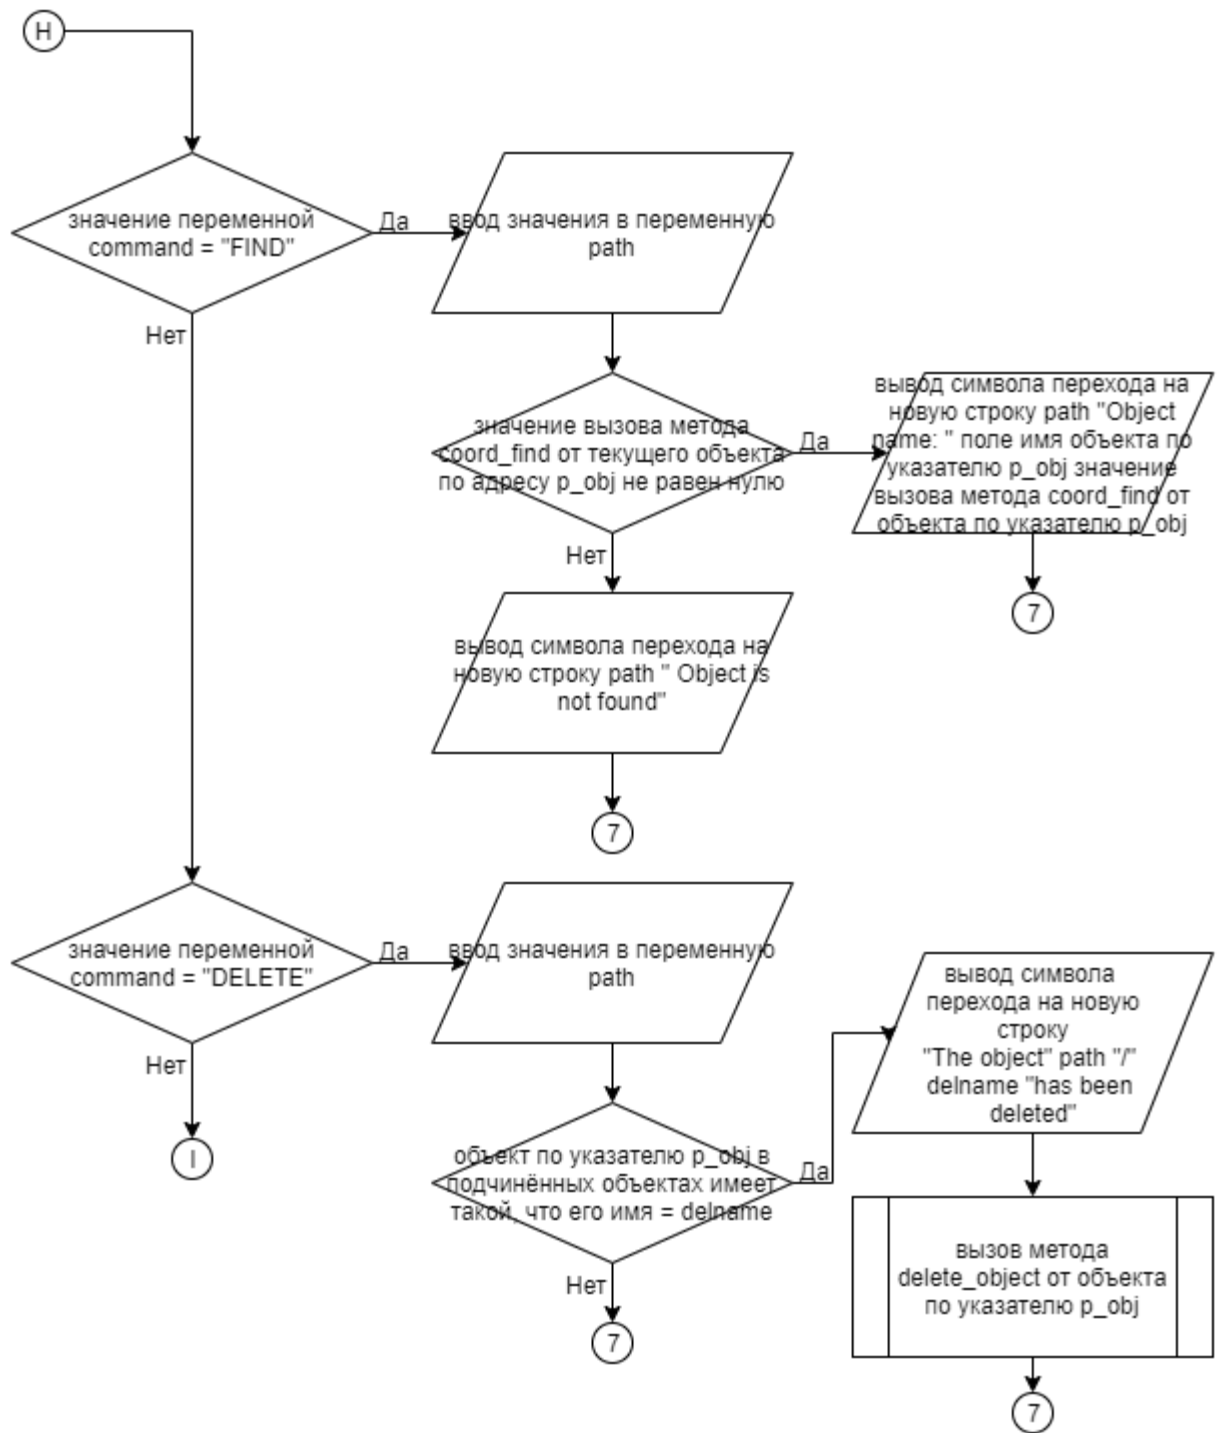 H
значение переменной
command = "FIND"
Да
ввод значения в переменную
path
Нет
значение вызова метода
coord_find от текущего объекта
по адресу p_obj не равен нулю
Да
вывод символа перехода на
новую строку path "Object
name: " поле имя объекта по
указателю p_obj значение
вызова метода coord_find от
объекта по указателю p_obj
7
Нет
вывод символа перехода на
новую строку path " Object is
not found"
7
значение переменной
command = "DELETE"
Да
ввод значения в переменную
path
Нет
I
объект по указателю p_obj в
подчинённых объектах имеет
такой, что его имя = delname
Да
вывод символа
перехода на новую
строку
"The object" path "/"
delname "has been
deleted"
вызов метода
delete_object от объекта
по указателю p_obj
7
Нет
7